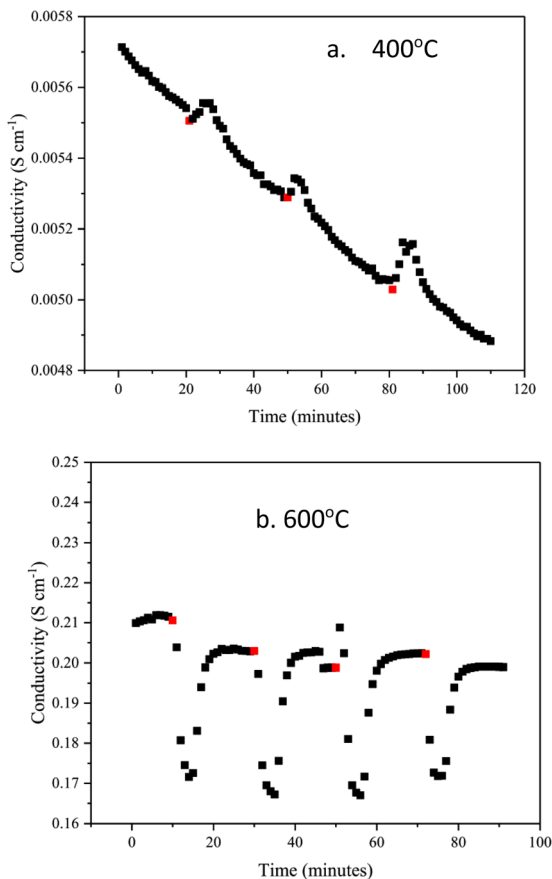 a. 400°C
0.0058
0.0056
0.0054
0.0052
0.0050
0.0048
Conductivity (S cm⁻¹)
0 20 40 60 80 100 120
Time (minutes)
b. 600°C
0.25
0.24
0.23
0.22
0.21
0.20
0.19
0.18
0.17
0.16
Conductivity (S cm⁻¹)
0 20 40 60 80 100
Time (minutes)